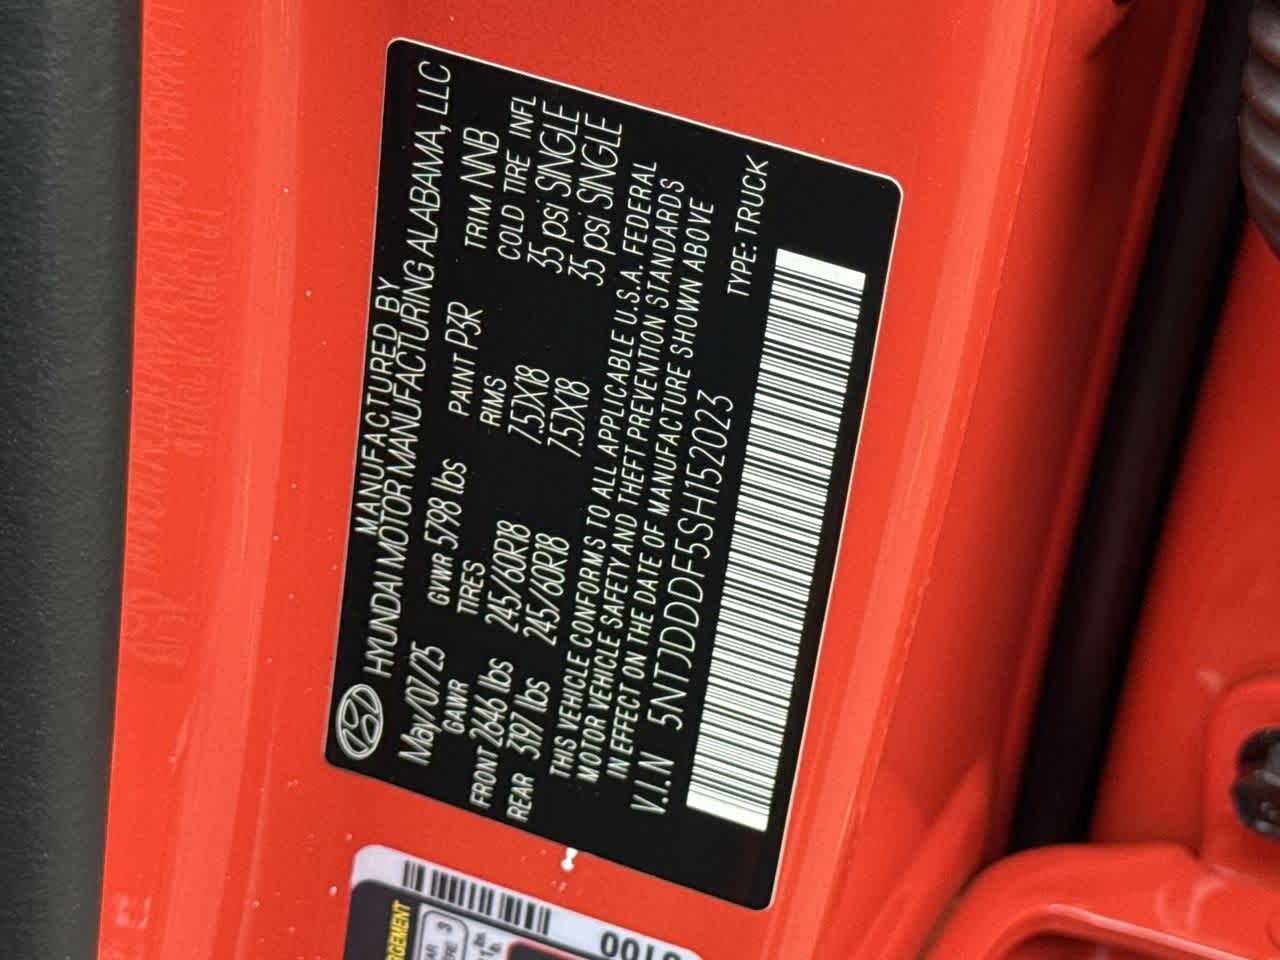 MANUFACTURED BY
HYUNDAI MOTOR MANUFACTURING ALABAMA, LLC
May/07/25 GVWR 5798 lbs PAINT P3R TRIM NNB
GAWR TIRES RIMS COLD TIRE INFL
FRONT 2646 lbs 245/60R18 7.5JX18 35 psi SINGLE
REAR 3197 lbs 245/60R18 7.5JX18 35 psi SINGLE
THIS VEHICLE CONFORMS TO ALL APPLICABLE U.S.A. FEDERAL
MOTOR VEHICLE SAFETY AND THEFT PREVENTION STANDARDS
IN EFFECT ON THE DATE OF MANUFACTURE SHOWN ABOVE
V.I.N 5NTJDDDF5SH152023
TYPE: TRUCK